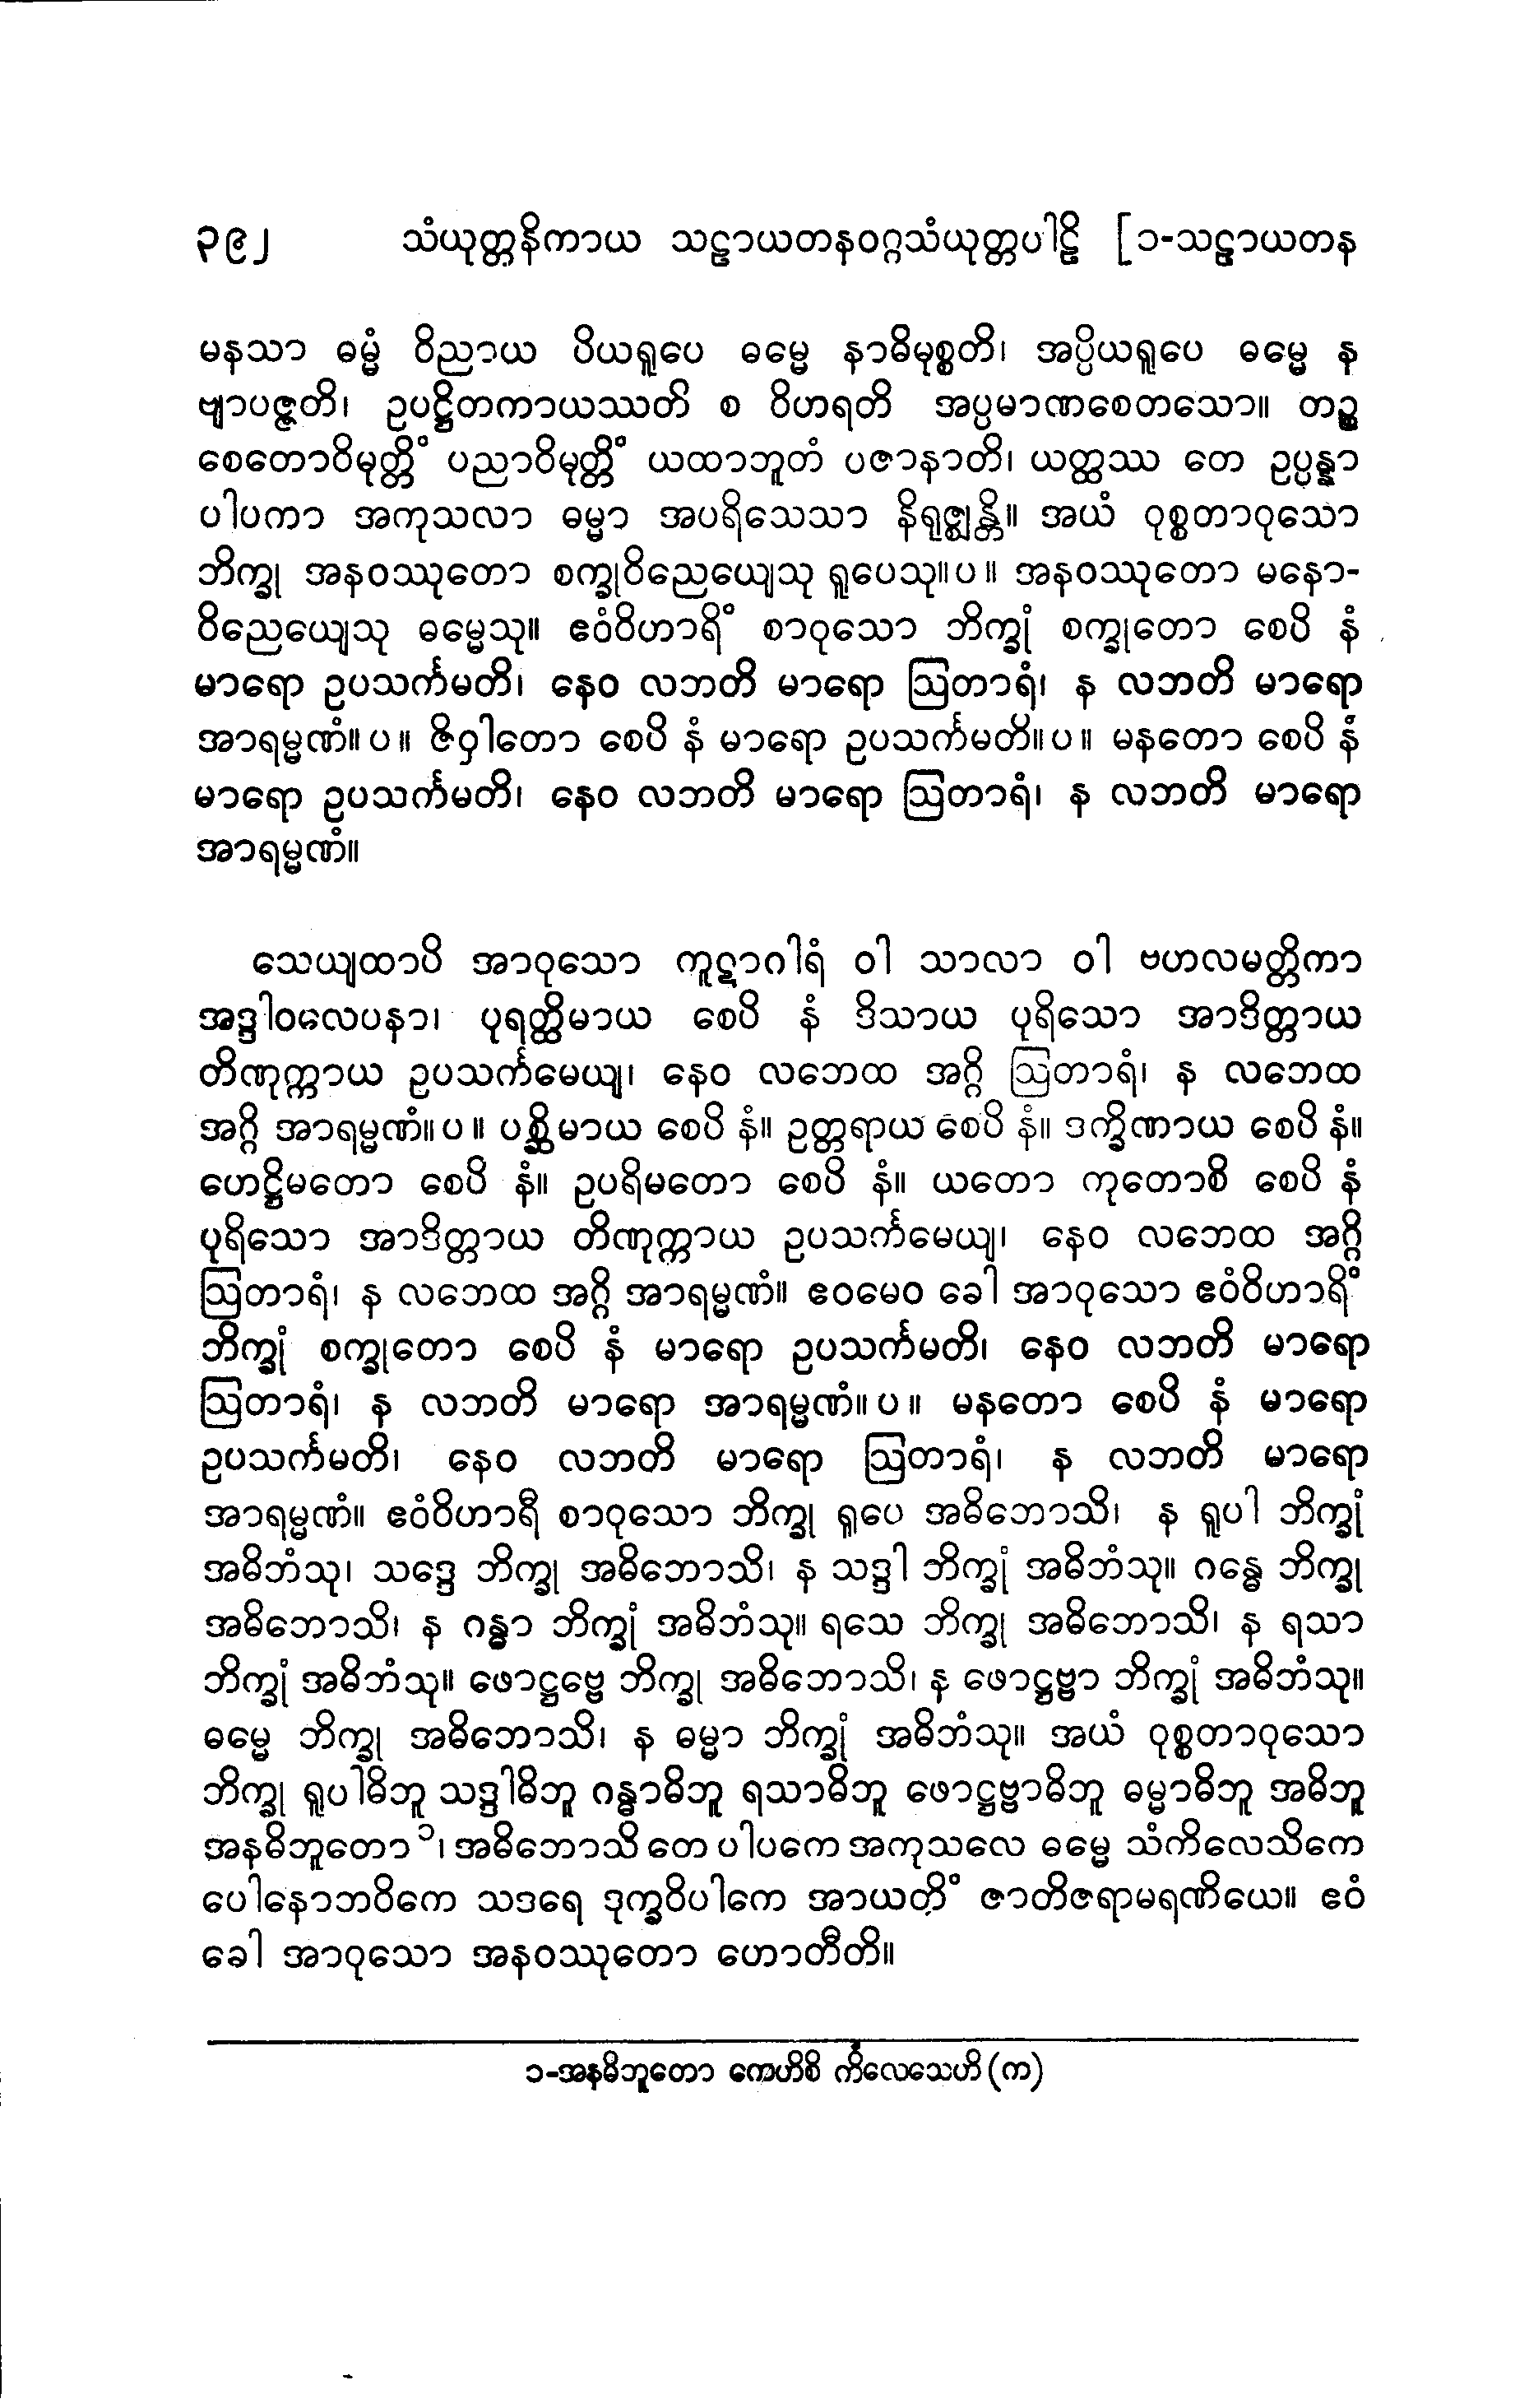 ၃၉၂ သံယုတ္တနိကာယ သဠာယတနဝဂ္ဂသံယုတ္တပါဠိ [၁-သဠာယတန
မနသာ ဓမ္မံ ဝိညာယ ပိယရူပေ ဓမ္မေ နာဓိမုစ္စတိ၊ အပ္ပိယရူပေ ဓမ္မေ န
ဗျာပဇ္ဇတိ၊ ဥပဋ္ဌိတကာယဿတိ စ ဝိဟရတိ အပ္ပမာဏစေတသော။ တဉ္စ
စေတောဝိမုတ္တိံ ပညာဝိမုတ္တိံ ယထာဘူတံ ပဇာနာတိ၊ ယတ္ထဿ တေ ဥပ္ပန္နာ
ပါပကာ အကုသလာ ဓမ္မာ အပရိသေသာ နိရုဇ္ဈန္တိ။ အယံ ဝုစ္စတာဝုသော
ဘိက္ခု အနဝဿုတော စက္ခုဝိညေယျေသု ရူပေသု။ပ။ အနဝဿုတော မနော-
ဝိညေယျေသု ဓမ္မေသု။ ဧဝံဝိဟာရိံ စာဝုသော ဘိက္ခုံ စက္ခုတော စေပိ နံ
မာရော ဥပသင်္ကမတိ၊ နေဝ လဘတိ မာရော ဩတာရံ၊ န လဘတိ မာရော
အာရမ္မဏံ။ပ။ ဇိဝှါတော စေပိ နံ မာရော ဥပသင်္ကမတိ။ပ။ မနတော စေပိ နံ
မာရော ဥပသင်္ကမတိ၊ နေဝ လဘတိ မာရော ဩတာရံ၊ န လဘတိ မာရော
အာရမ္မဏံ။
သေယျထာပိ အာဝုသော ကူဋာဂါရံ ဝါ သာလာ ဝါ ဗဟလမတ္တိကာ
အဒ္ဒါဝလေပနာ၊ ပုရတ္ထိမာယ စေပိ နံ ဒိသာယ ပုရိသော အာဒိတ္တာယ
တိဏုက္ကာယ ဥပသင်္ကမေယျ၊ နေဝ လဘေထ အဂ္ဂိ ဩတာရံ၊ န လဘေထ
အဂ္ဂိ အာရမ္မဏံ။ပ။ ပစ္ဆိမာယ စေပိ နံ။ ဥတ္တရာယ စေပိ နံ။ ဒက္ခိဏာယ စေပိ နံ။
ဟေဋ္ဌိမတော စေပိ နံ။ ဥပရိမတော စေပိ နံ။ ယတော ကုတောစိ စေပိ နံ
ပုရိသော အာဒိတ္တာယ တိဏုက္ကာယ ဥပသင်္ကမေယျ၊ နေဝ လဘေထ အဂ္ဂိ
ဩတာရံ၊ န လဘေထ အဂ္ဂိ အာရမ္မဏံ။ ဧဝမေဝ ခေါ အာဝုသော ဧဝံဝိဟာရိံ
ဘိက္ခုံ စက္ခုတော စေပိ နံ မာရော ဥပသင်္ကမတိ၊ နေဝ လဘတိ မာရော
ဩတာရံ၊ န လဘတိ မာရော အာရမ္မဏံ။ပ။ မနတော စေပိ နံ မာရော
ဥပသင်္ကမတိ၊ နေဝ လဘတိ မာရော ဩတာရံ၊ န လဘတိ မာရော
အာရမ္မဏံ။ ဧဝံဝိဟာရီ စာဝုသော ဘိက္ခု ရူပေ အဓိဘောသိ၊ န ရူပါ ဘိက္ခုံ
အဓိဘံသု၊ သဒ္ဒေ ဘိက္ခု အဓိဘောသိ၊ န သဒ္ဒါ ဘိက္ခုံ အဓိဘံသု။ ဂန္ဓေ ဘိက္ခု
အဓိဘောသိ၊ န ဂန္ဓာ ဘိက္ခုံ အဓိဘံသု။ ရသေ ဘိက္ခု အဓိဘောသိ၊ န ရသာ
ဘိက္ခုံ အဓိဘံသု။ ဖောဋ္ဌဗ္ဗေ ဘိက္ခု အဓိဘောသိ၊ န ဖောဋ္ဌဗ္ဗာ ဘိက္ခုံ အဓိဘံသု။
ဓမ္မေ ဘိက္ခု အဓိဘောသိ၊ န ဓမ္မာ ဘိက္ခုံ အဓိဘံသု။ အယံ ဝုစ္စတာဝုသော
ဘိက္ခု ရူပါဓိဘူ သဒ္ဒါဓိဘူ ဂန္ဓာဓိဘူ ရသာဓိဘူ ဖောဋ္ဌဗ္ဗာဓိဘူ ဓမ္မာဓိဘူ အဓိဘူ
အနဓိဘူတော၁၊ အဓိဘောသိ တေ ပါပကေ အကုသလေ ဓမ္မေ သံကိလေသိကေ
ပေါနောဘဝိကေ သဒရေ ဒုက္ခဝိပါကေ အာယတိံ ဇာတိဇရာမရဏိယေ။ ဧဝံ
ခေါ အာဝုသော အနဝဿုတော ဟောတီတိ။
၁-အနဓိဘူတော ကေဟိစိ ကိလေသေဟိ (က)